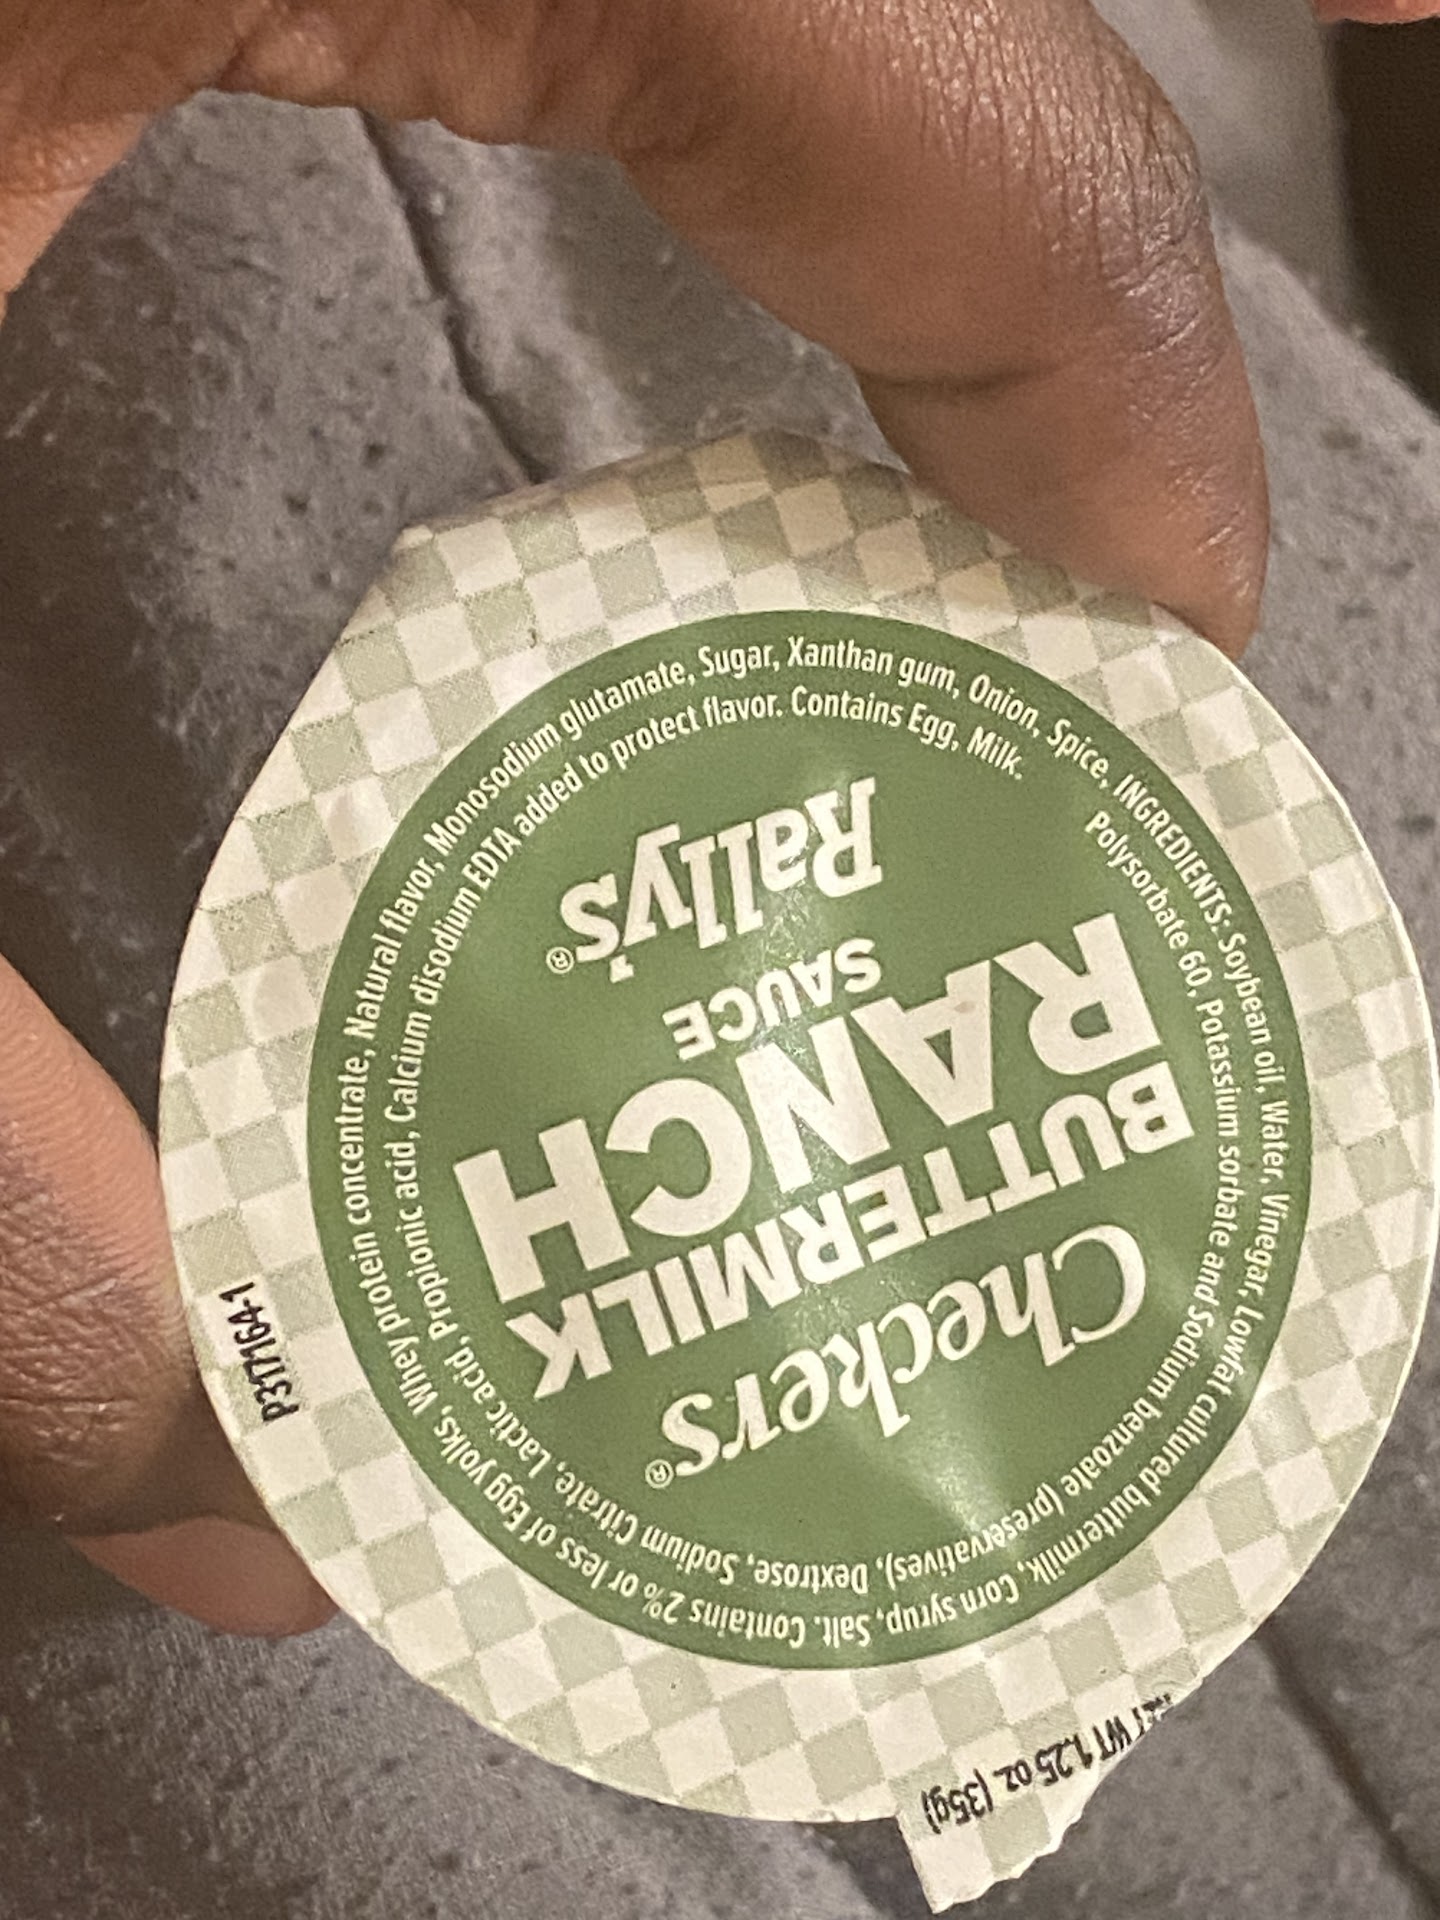 Checkers®
BUTTERMILK
RANCH
SAUCE
Rally's®
INGREDIENTS: Soybean oil, Water, Vinegar, Lowfat cultured buttermilk, Corn syrup, Salt. Contains 2% or less of Egg yolks, Whey protein concentrate, Natural flavor, Monosodium glutamate, Sugar, Xanthan gum, Onion, Spice,
Polysorbate 60, Potassium sorbate and Sodium benzoate (preservatives), Dextrose, Sodium Citrate, Lactic acid, Propionic acid, Calcium disodium EDTA added to protect flavor. Contains Egg, Milk.
NET WT 1.25 oz (35g)
P317164-1